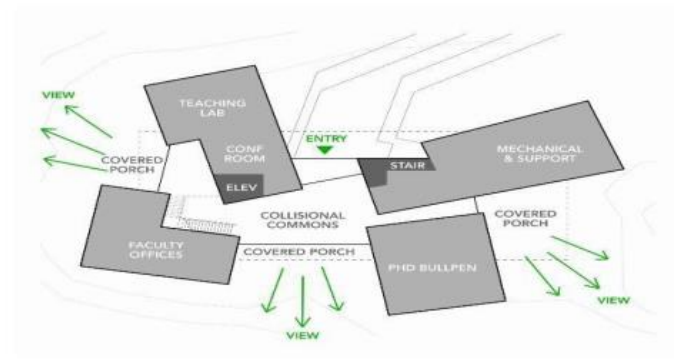 TEACHING
LAB
VIEW
CONF
ROOM
ENTRY
MECHANICAL
& SUPPORT
STAIR
COVERED
PORCH
ELEV
COLLISIONAL
COMMONS
COVERED
PORCH
FACULTY
OFFICES
COVERED PORCH
PHD BULLPEN
VIEW
VIEW